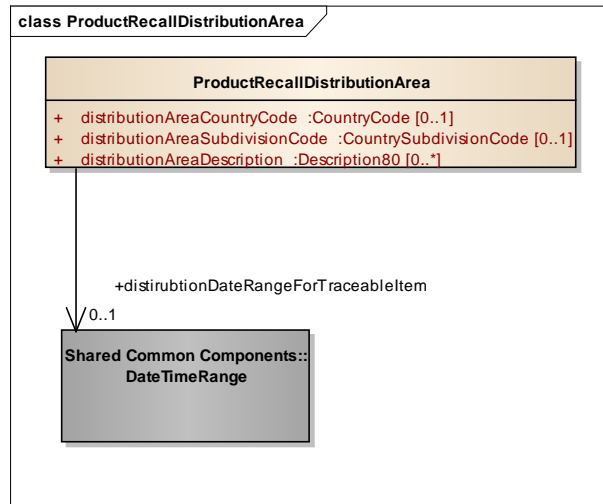 class ProductRecallDistributionArea
ProductRecallDistributionArea
+ distributionAreaCountryCode :CountryCode [0..1]
+ distributionAreaSubdivisionCode :CountrySubdivisionCode [0..1]
+ distributionAreaDescription :Description80 [0..*]
+distirubtionDateRangeForTraceableItem
0..1
Shared Common Components::
DateTimeRange